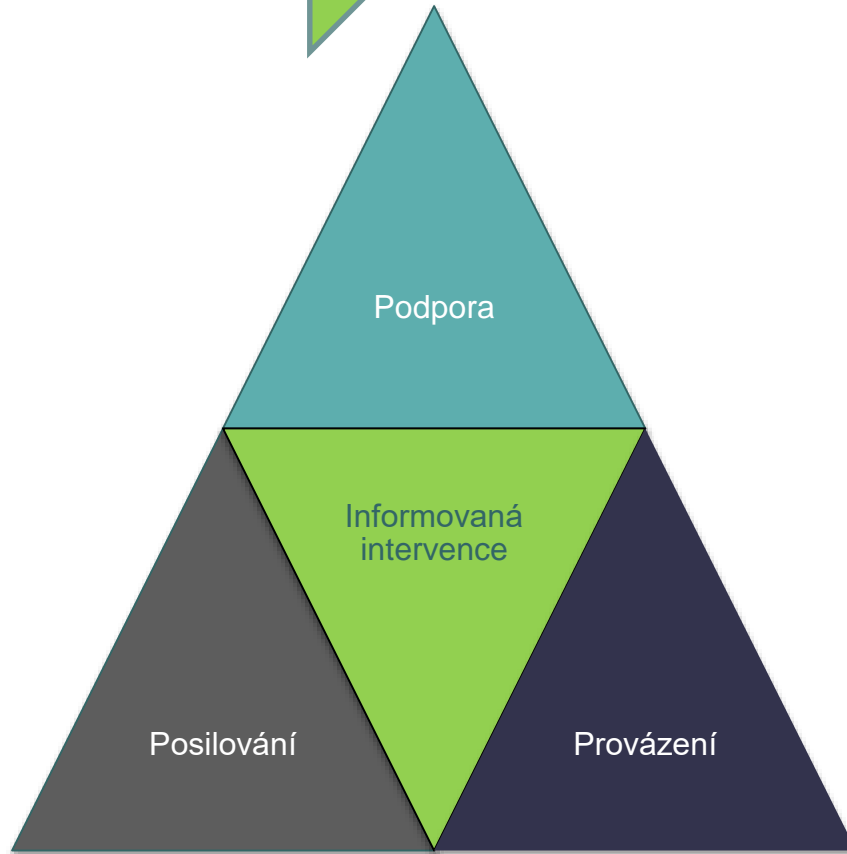 Podpora
Informovaná
intervence
Posilování
Provázení